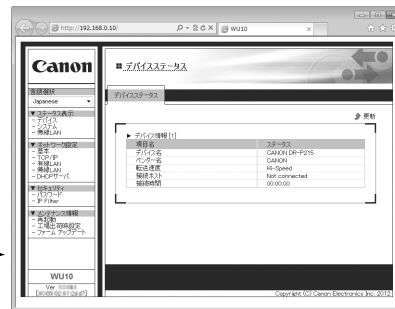 http://192.168.0.10/
WU10
Canon
デバイスステータス
言語選択
Japanese
デバイスステータス
▼ ステータス表示
- デバイス
- システム
- 無線LAN
▼ ネットワーク設定
- 基本
- TCP/IP
- 有線LAN
- 無線LAN
- DHCPサーバ
▼ セキュリティ
- パスワード
- IP Filter
▼ メンテナンス情報
- 再起動
- 工場出荷時設定
- ファーム アップデート
更新
▶ デバイス情報 [1]
項目名 ステータス
デバイス名 CANON DR-P215
ベンダー名 CANON
転送速度 Hi-Speed
接続ホスト Not connected
接続時間 00:00:00
WU10
Ver
Copyright (C) Canon Electronics Inc. 2012